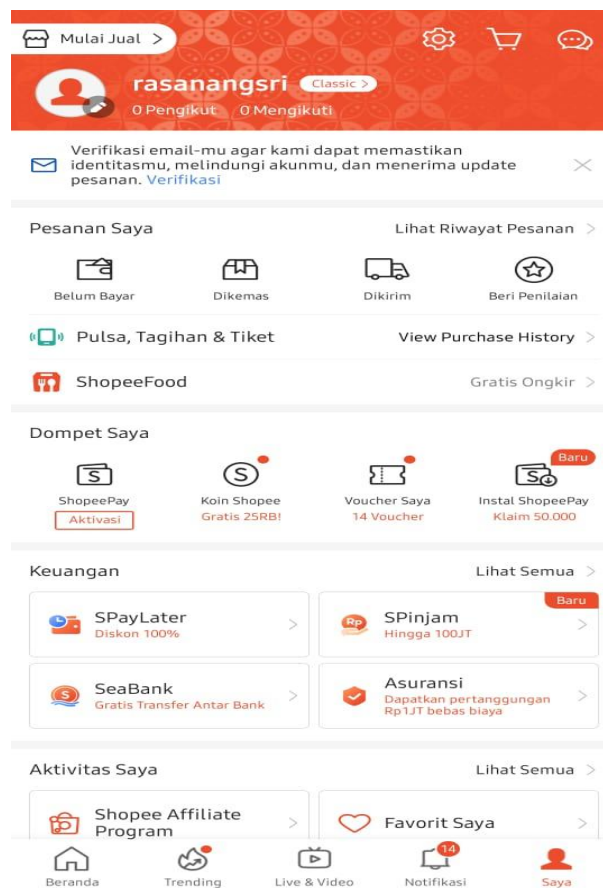 Mulai Jual >
rasanangsri Classic >
0 Pengikut 0 Mengikuti
Verifikasi email-mu agar kami dapat memastikan
identitasmu, melindungi akunmu, dan menerima update
pesanan. Verifikasi
Pesanan Saya Lihat Riwayat Pesanan >
Belum Bayar Dikemas Dikirim Beri Penilaian
Pulsa, Tagihan & Tiket View Purchase History >
ShopeeFood Gratis Ongkir >
Dompet Saya
Baru
ShopeePay Koin Shopee Voucher Saya Instal ShopeePay
Aktivasi Gratis 25RB! 14 Voucher Klaim 50.000
Keuangan Lihat Semua >
Baru
SPayLater
Diskon 100%
SPinjam
Hingga 100JT
SeaBank
Gratis Transfer Antar Bank
Asuransi
Dapatkan pertanggungan
Rp1JT bebas biaya
Aktivitas Saya Lihat Semua >
Shopee Affiliate
Program
Favorit Saya
14
Beranda Trending Live & Video Notifikasi Saya